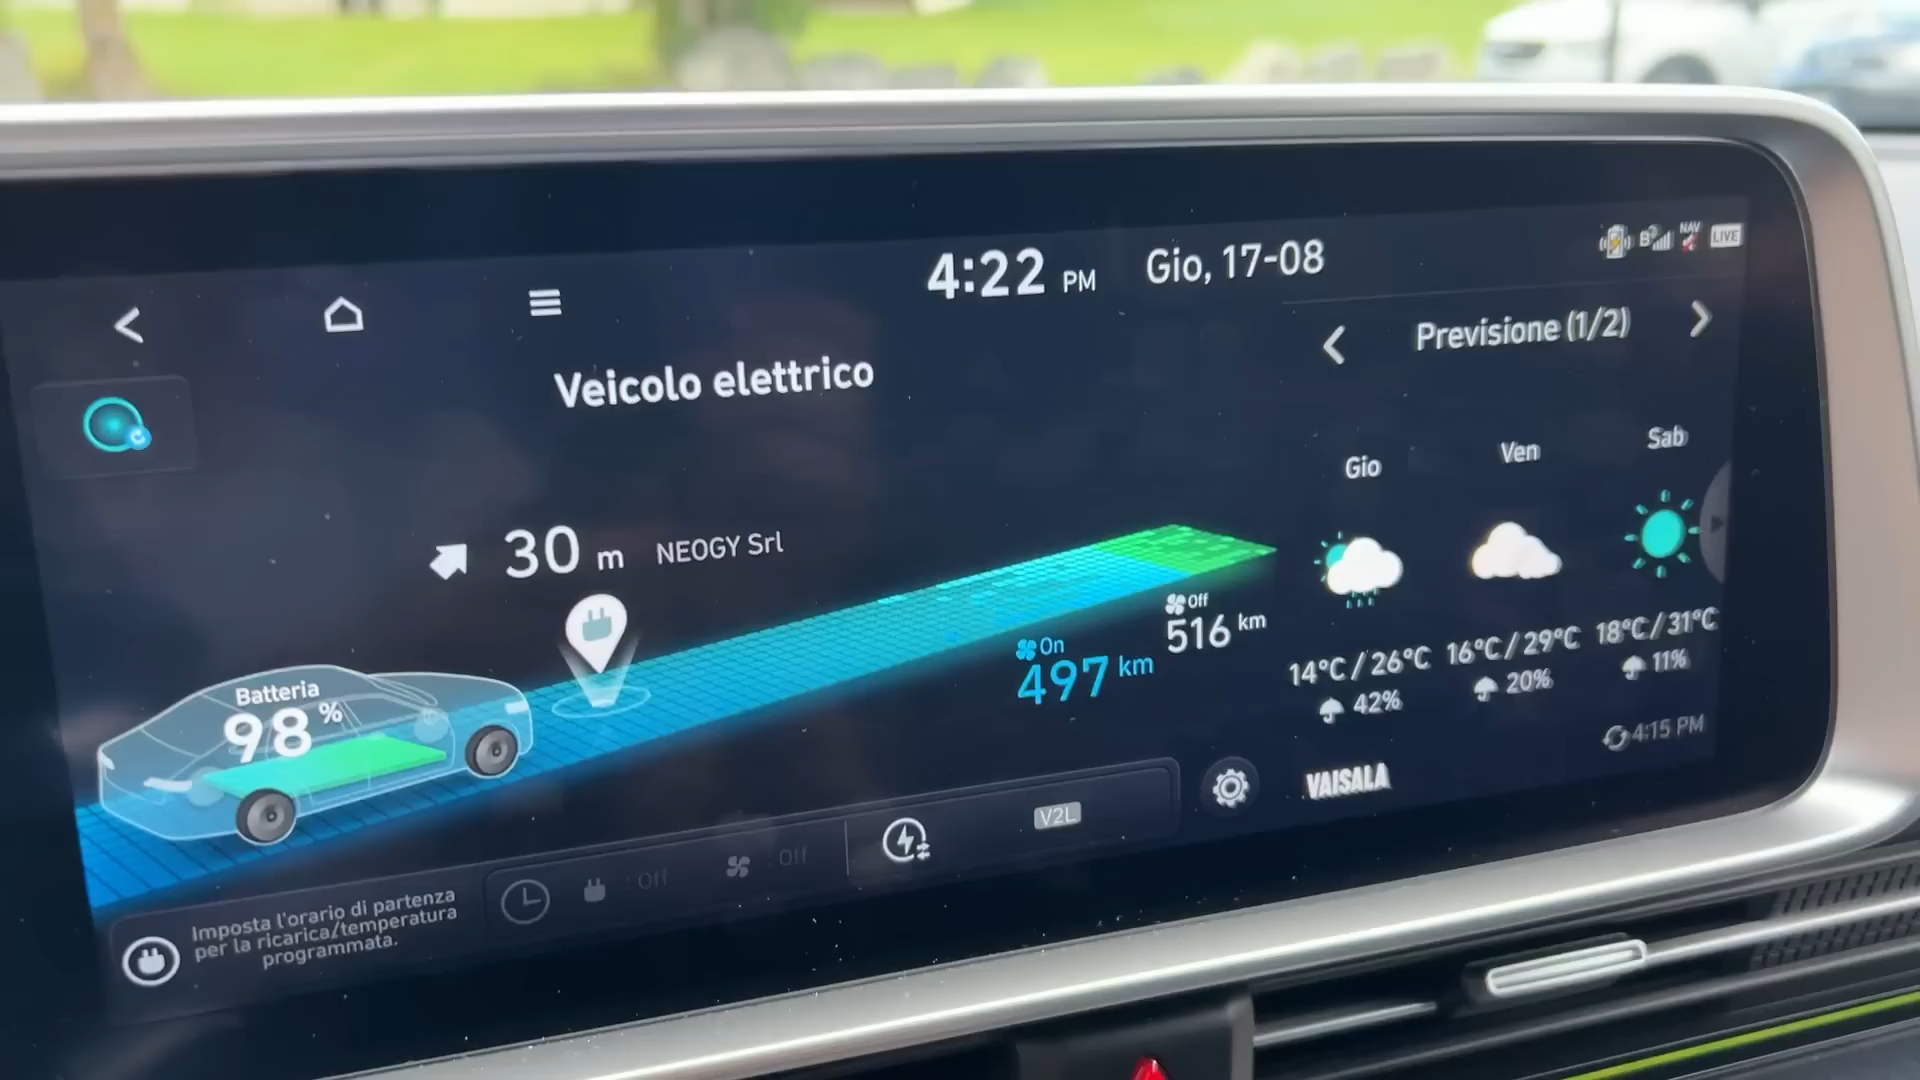 4:22 PM Gio, 17-08
NAV LIVE
Veicolo elettrico
Previsione (1/2)
30 m NEOGY Srl
Batteria
98 %
On
497 km
Off
516 km
Gio Ven Sab
14°C / 26°C 16°C / 29°C 18°C / 31°C
42% 20% 11%
VAISALA 4:15 PM
Imposta l'orario di partenza
per la ricarica/temperatura
programmata.
: Off : Off V2L